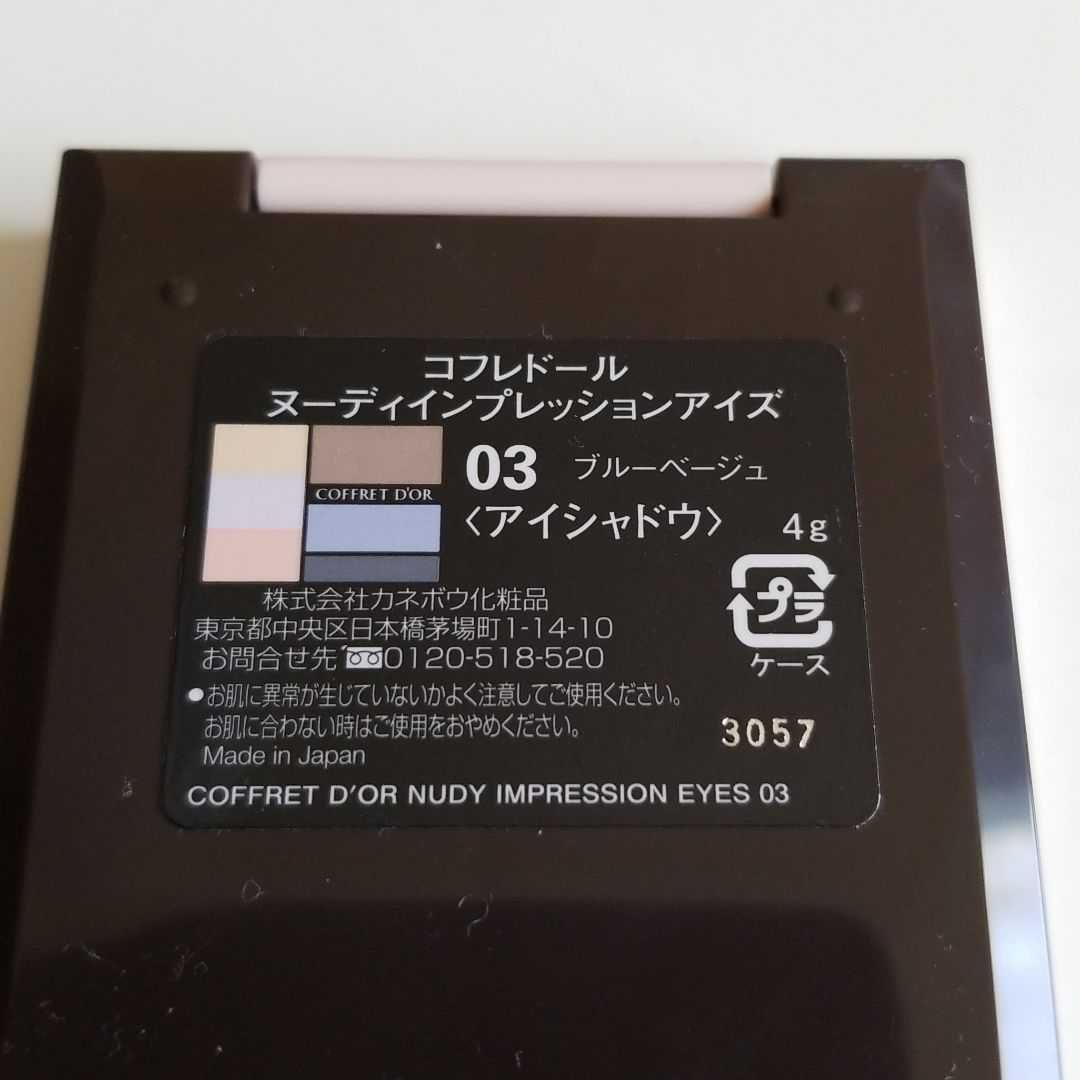 コフレドール
ヌーディインプレッションアイズ
03 ブルーベージュ
COFFRET D'OR
〈アイシャドウ〉 4g
プラ
ケース
株式会社カネボウ化粧品
東京都中央区日本橋茅場町1-14-10
お問合せ先 0120-518-520
●お肌に異常が生じていないかよく注意してご使用ください。
お肌に合わない時はご使用をおやめください。
3057
Made in Japan
COFFRET D'OR NUDY IMPRESSION EYES 03